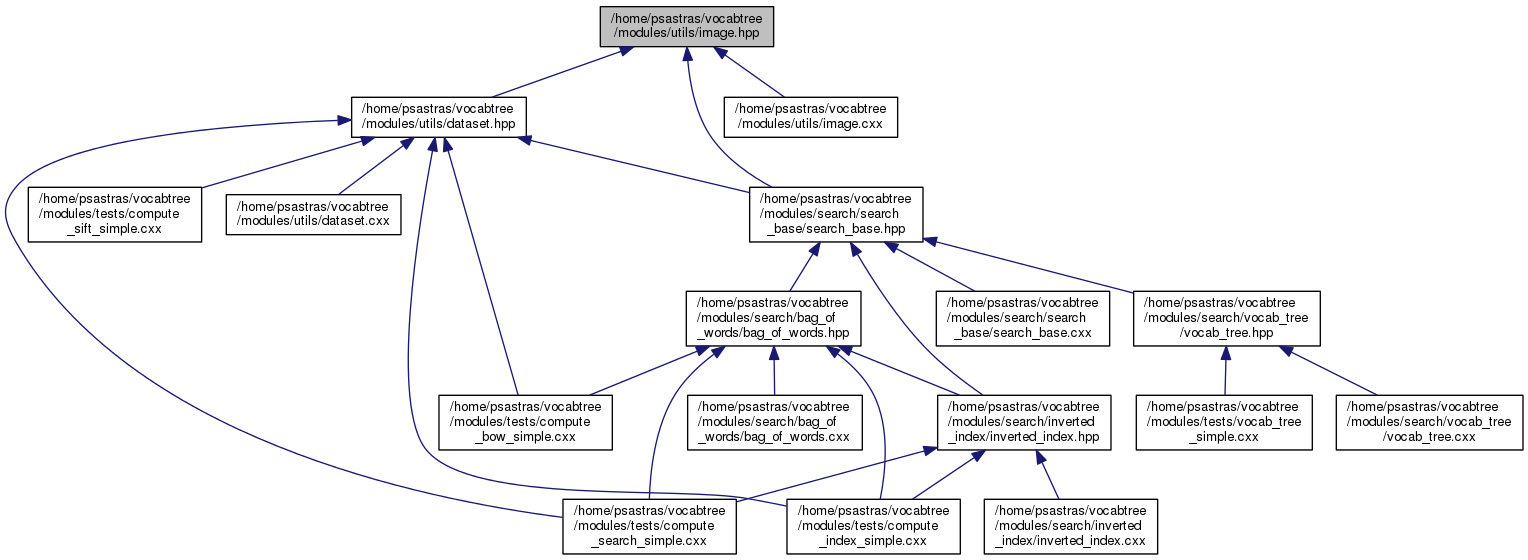 /home/psastras/vocabtree
/modules/utils/image.hpp
/home/psastras/vocabtree
/modules/utils/dataset.hpp
/home/psastras/vocabtree
/modules/utils/image.cxx
/home/psastras/vocabtree
/modules/tests/compute
_sift_simple.cxx
/home/psastras/vocabtree
/modules/utils/dataset.cxx
/home/psastras/vocabtree
/modules/search/search
_base/search_base.hpp
/home/psastras/vocabtree
/modules/search/bag_of
_words/bag_of_words.hpp
/home/psastras/vocabtree
/modules/search/search
_base/search_base.cxx
/home/psastras/vocabtree
/modules/search/vocab_tree
/vocab_tree.hpp
/home/psastras/vocabtree
/modules/tests/compute
_bow_simple.cxx
/home/psastras/vocabtree
/modules/search/bag_of
_words/bag_of_words.cxx
/home/psastras/vocabtree
/modules/search/inverted
_index/inverted_index.hpp
/home/psastras/vocabtree
/modules/tests/vocab_tree
_simple.cxx
/home/psastras/vocabtree
/modules/search/vocab_tree
/vocab_tree.cxx
/home/psastras/vocabtree
/modules/tests/compute
_search_simple.cxx
/home/psastras/vocabtree
/modules/tests/compute
_index_simple.cxx
/home/psastras/vocabtree
/modules/search/inverted
_index/inverted_index.cxx